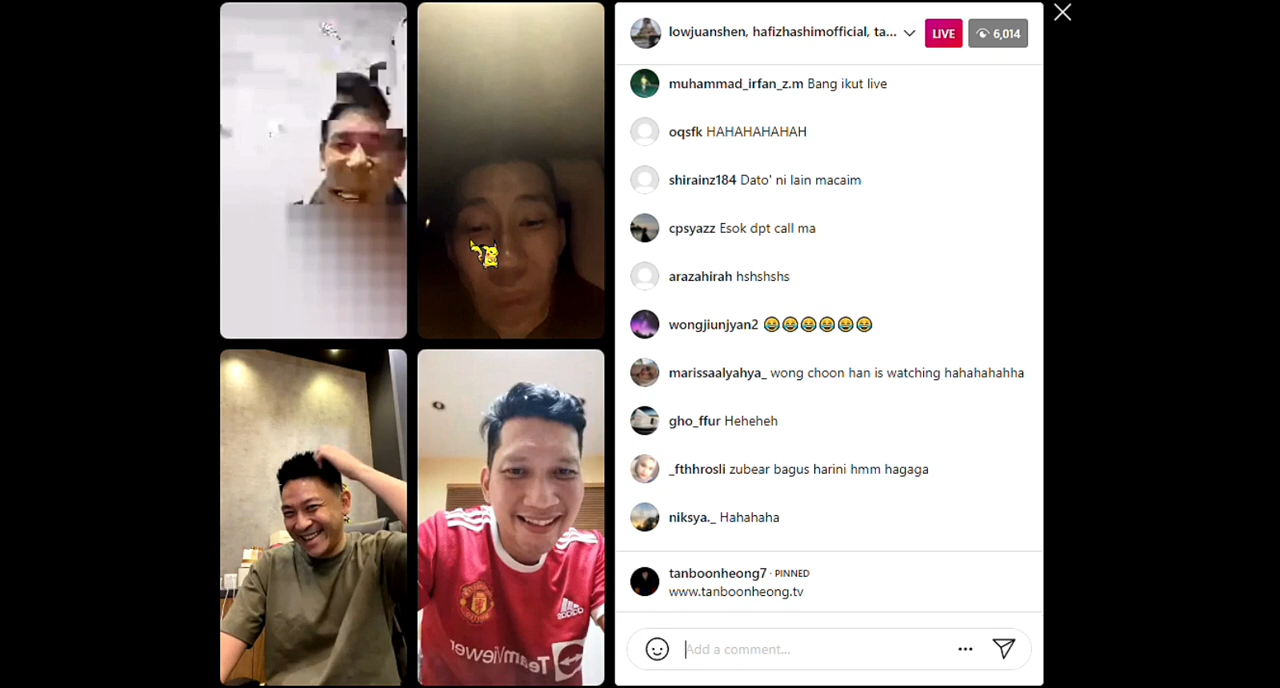 lowjuanshen, hafizhashimofficial, ta...
LIVE
6,014
muhammad_irfan_z.m Bang ikut live
oqsfk HAHAHAHAHAH
shirainz184 Dato' ni lain macaim
cpsyazz Esok dpt call ma
arazahirah hshshshs
wongjiunjyan2 😂😂😂😂😂😂
marissaalyahya_ wong choon han is watching hahahahahha
gho_ffur Heheheh
_fthhrosli zubear bagus harini hmm hagaga
niksya._ Hahahaha
tanboonheong7 · PINNED
www.tanboonheong.tv
Add a comment...
adidas
TeamViewer